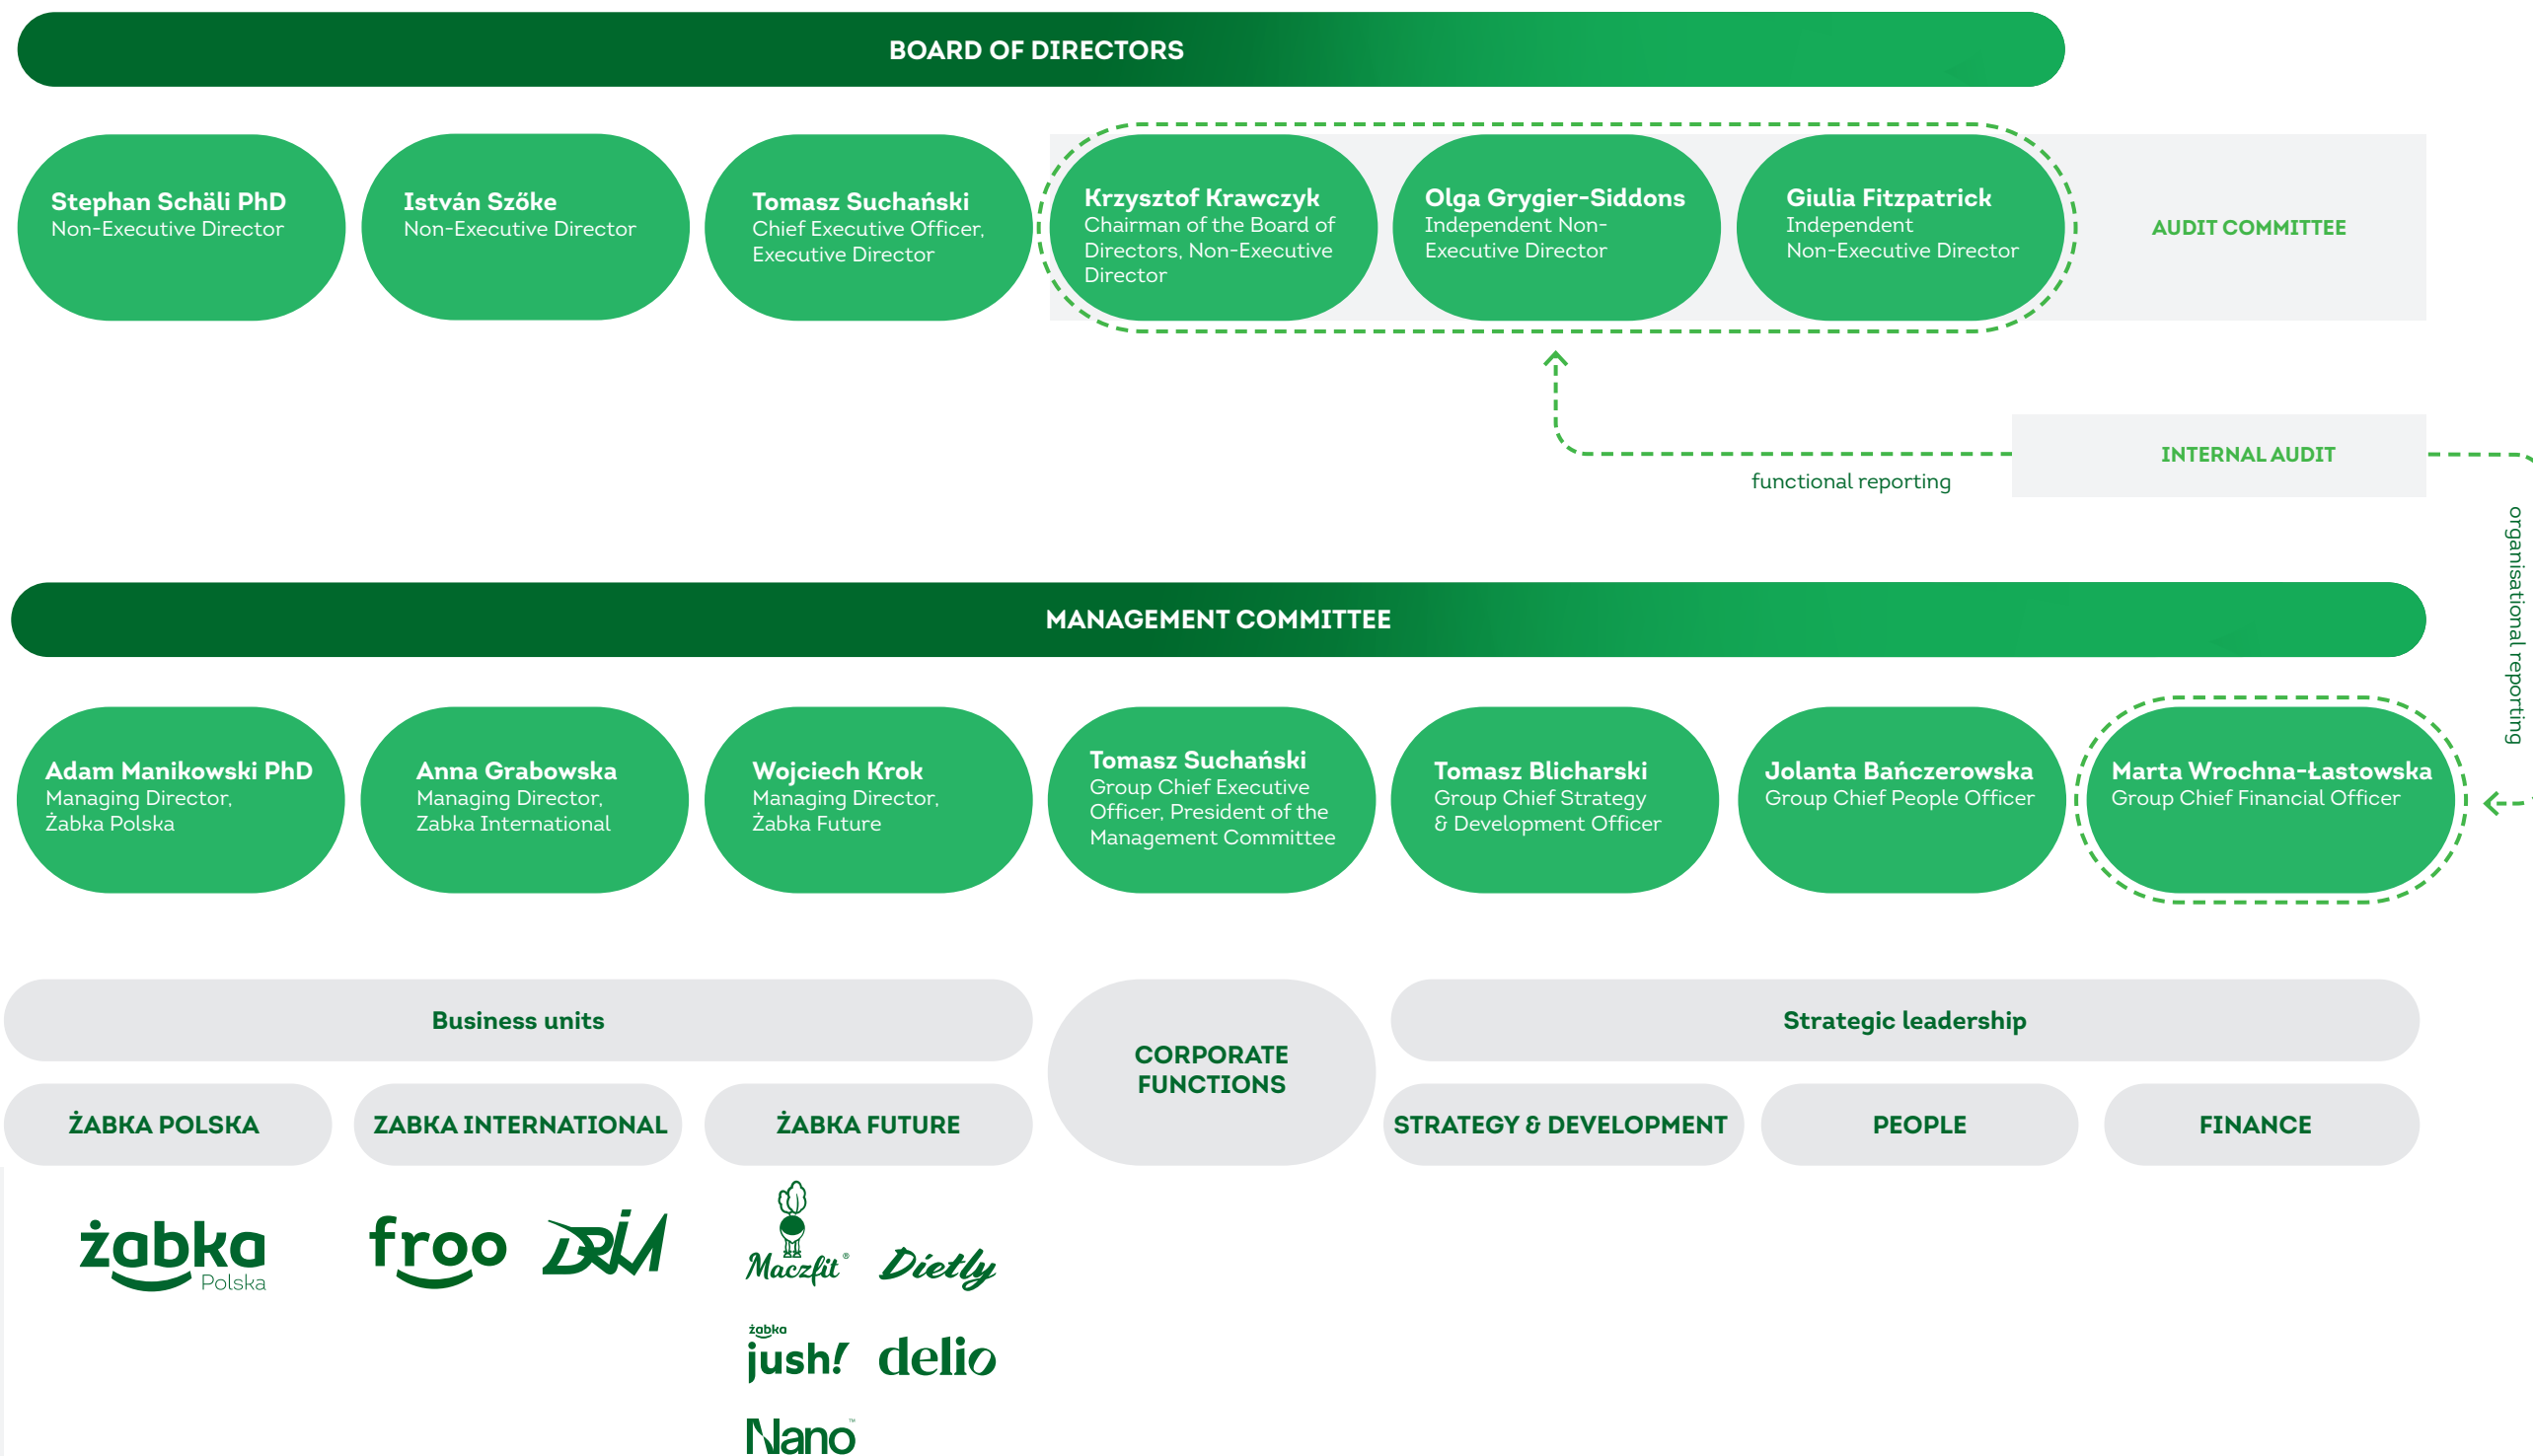 BOARD OF DIRECTORS
Stephan Schäli PhD
Non-Executive Director
István Szőke
Non-Executive Director
Tomasz Suchański
Chief Executive Officer,
Executive Director
Krzysztof Krawczyk
Chairman of the Board of
Directors, Non-Executive
Director
Olga Grygier-Siddons
Independent Non-
Executive Director
Giulia Fitzpatrick
Independent
Non-Executive Director
AUDIT COMMITTEE
INTERNAL AUDIT
functional reporting
organisational reporting
MANAGEMENT COMMITTEE
Adam Manikowski PhD
Managing Director,
Żabka Polska
Anna Grabowska
Managing Director,
Zabka International
Wojciech Krok
Managing Director,
Żabka Future
Tomasz Suchański
Group Chief Executive
Officer, President of the
Management Committee
Tomasz Blicharski
Group Chief Strategy
& Development Officer
Jolanta Bańczerowska
Group Chief People Officer
Marta Wrochna-Łastowska
Group Chief Financial Officer
Business units
CORPORATE
FUNCTIONS
Strategic leadership
ŻABKA POLSKA
ZABKA INTERNATIONAL
ŻABKA FUTURE
STRATEGY & DEVELOPMENT
PEOPLE
FINANCE
żabka
Polska
froo
DRIM
Maczfit®
Dietly
żabka
jush!
delio
Nano™